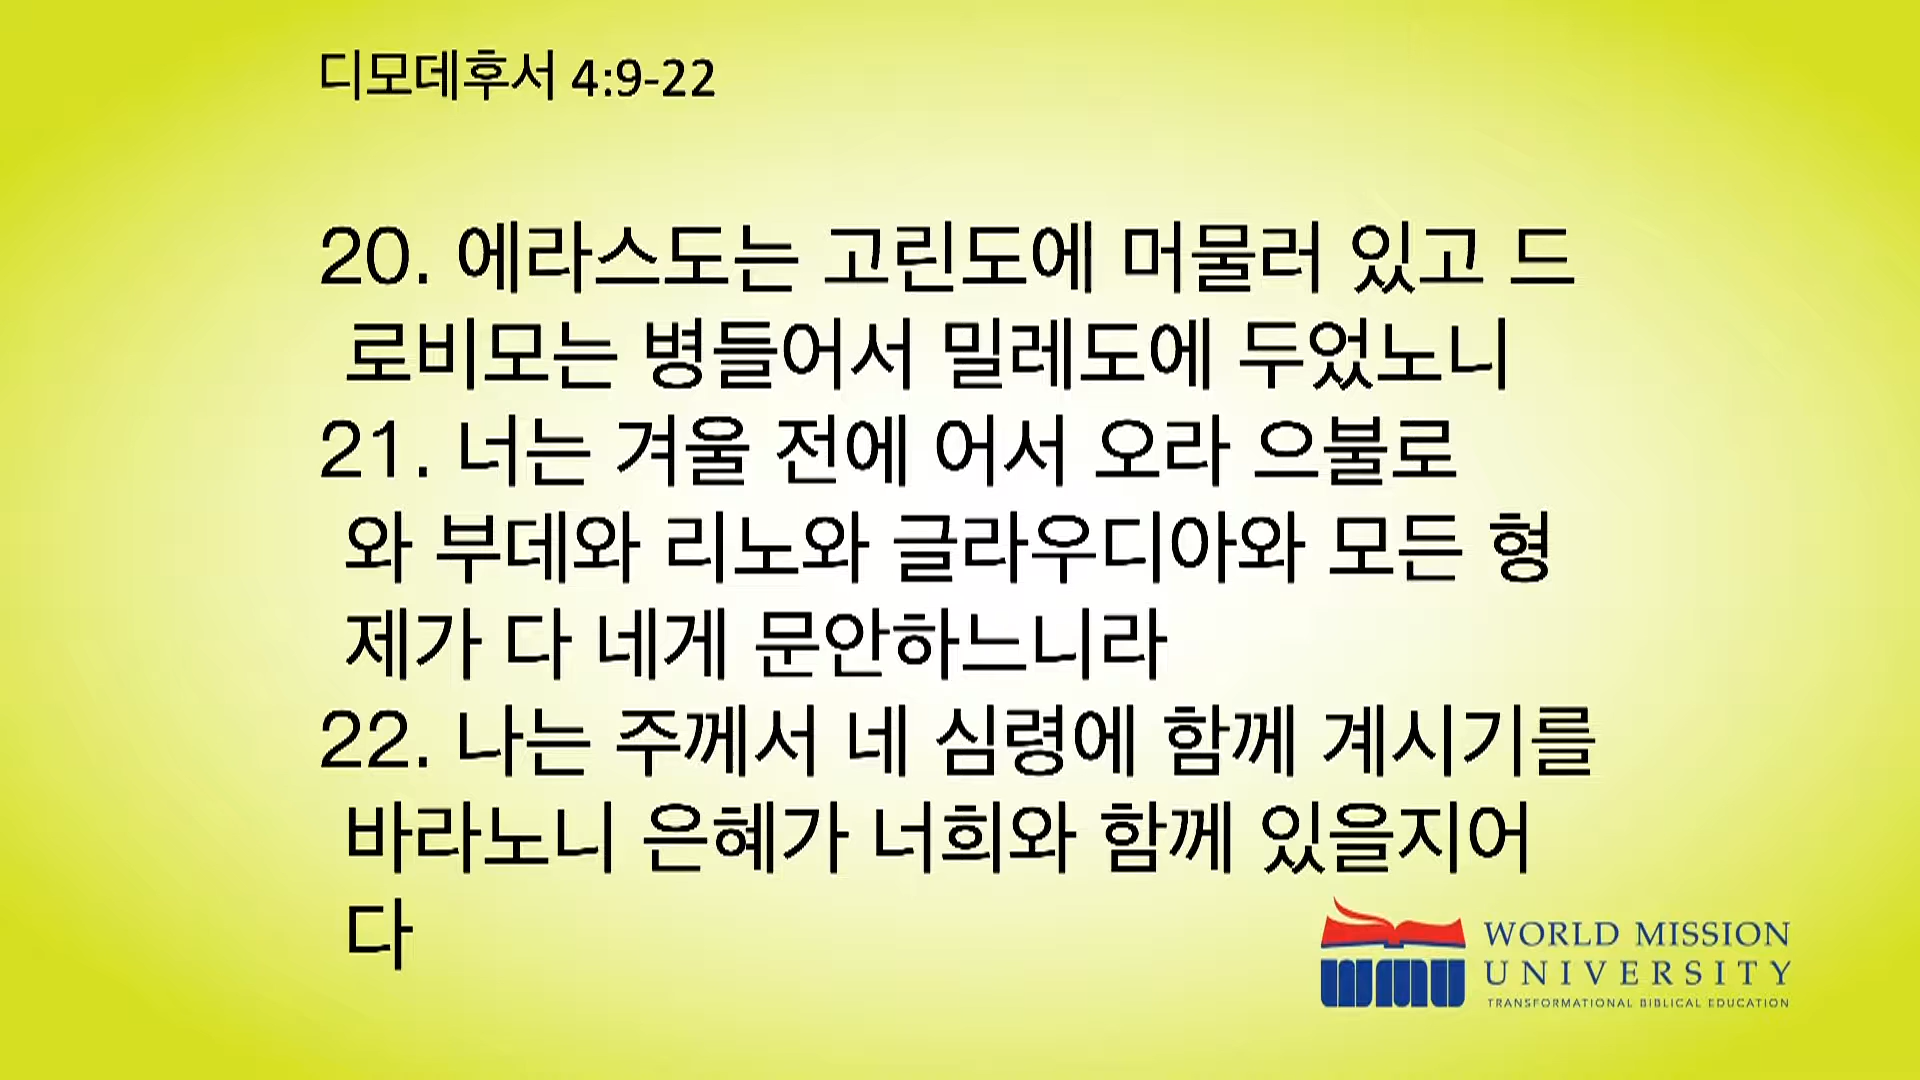 디모데후서 4:9-22
20. 에라스도는 고린도에 머물러 있고 드
로비모는 병들어서 밀레도에 두었노니
21. 너는 겨울 전에 어서 오라 으불로
와 부데와 리노와 글라우디아와 모든 형
제가 다 네게 문안하느니라
22. 나는 주께서 네 심령에 함께 계시기를
바라노니 은혜가 너희와 함께 있을지어
다
WMU
WORLD MISSION
UNIVERSITY
TRANSFORMATIONAL BIBLICAL EDUCATION